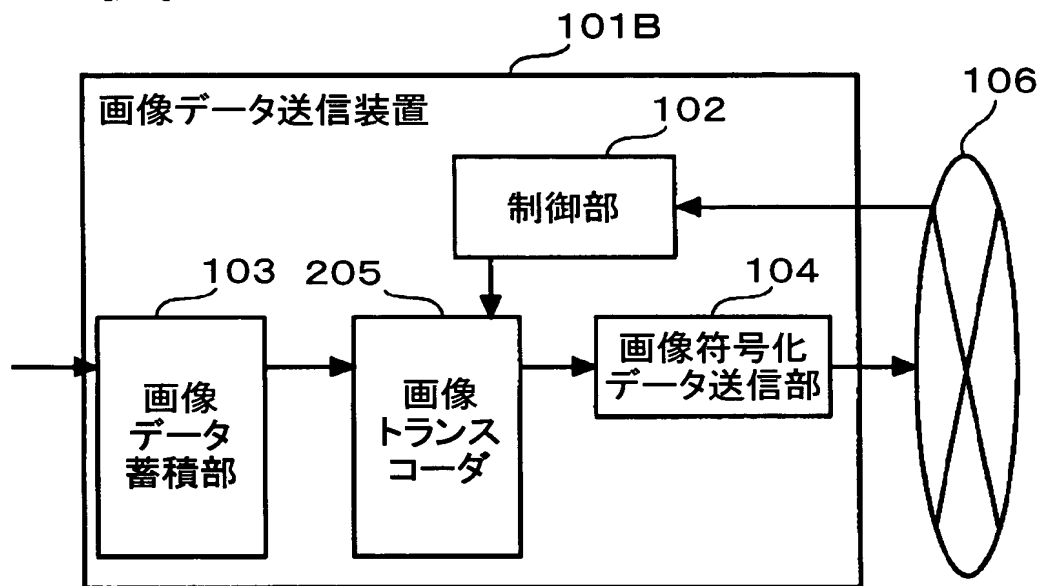 101B
106
画像データ送信装置
102
制御部
103
205
104
画像符号化
データ送信部
画像
データ
蓄積部
画像
トランス
コーダ